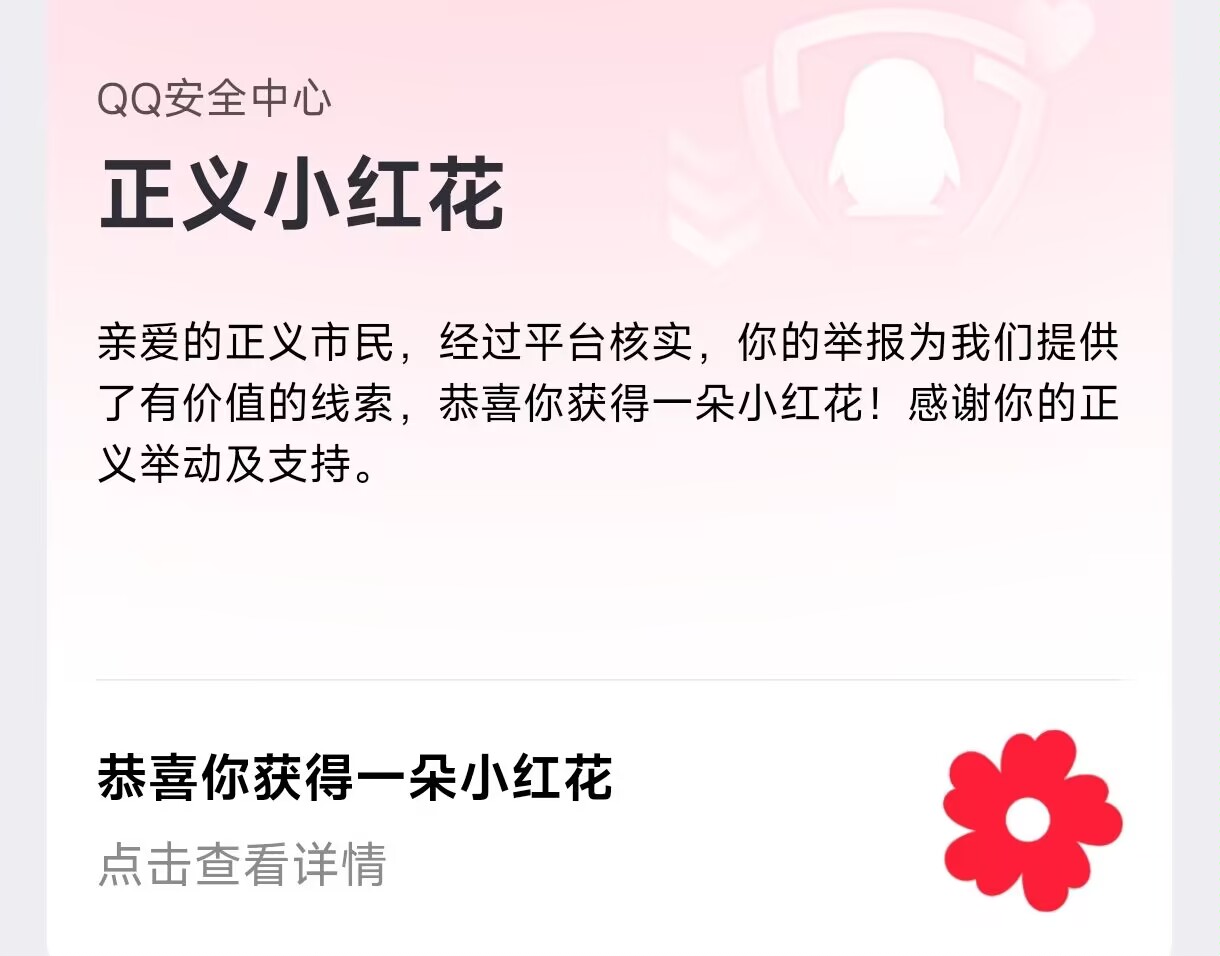 QQ安全中心
正义小红花
亲爱的正义市民，经过平台核实，你的举报为我们提供
了有价值的线索，恭喜你获得一朵小红花！感谢你的正
义举动及支持。
恭喜你获得一朵小红花
点击查看详情